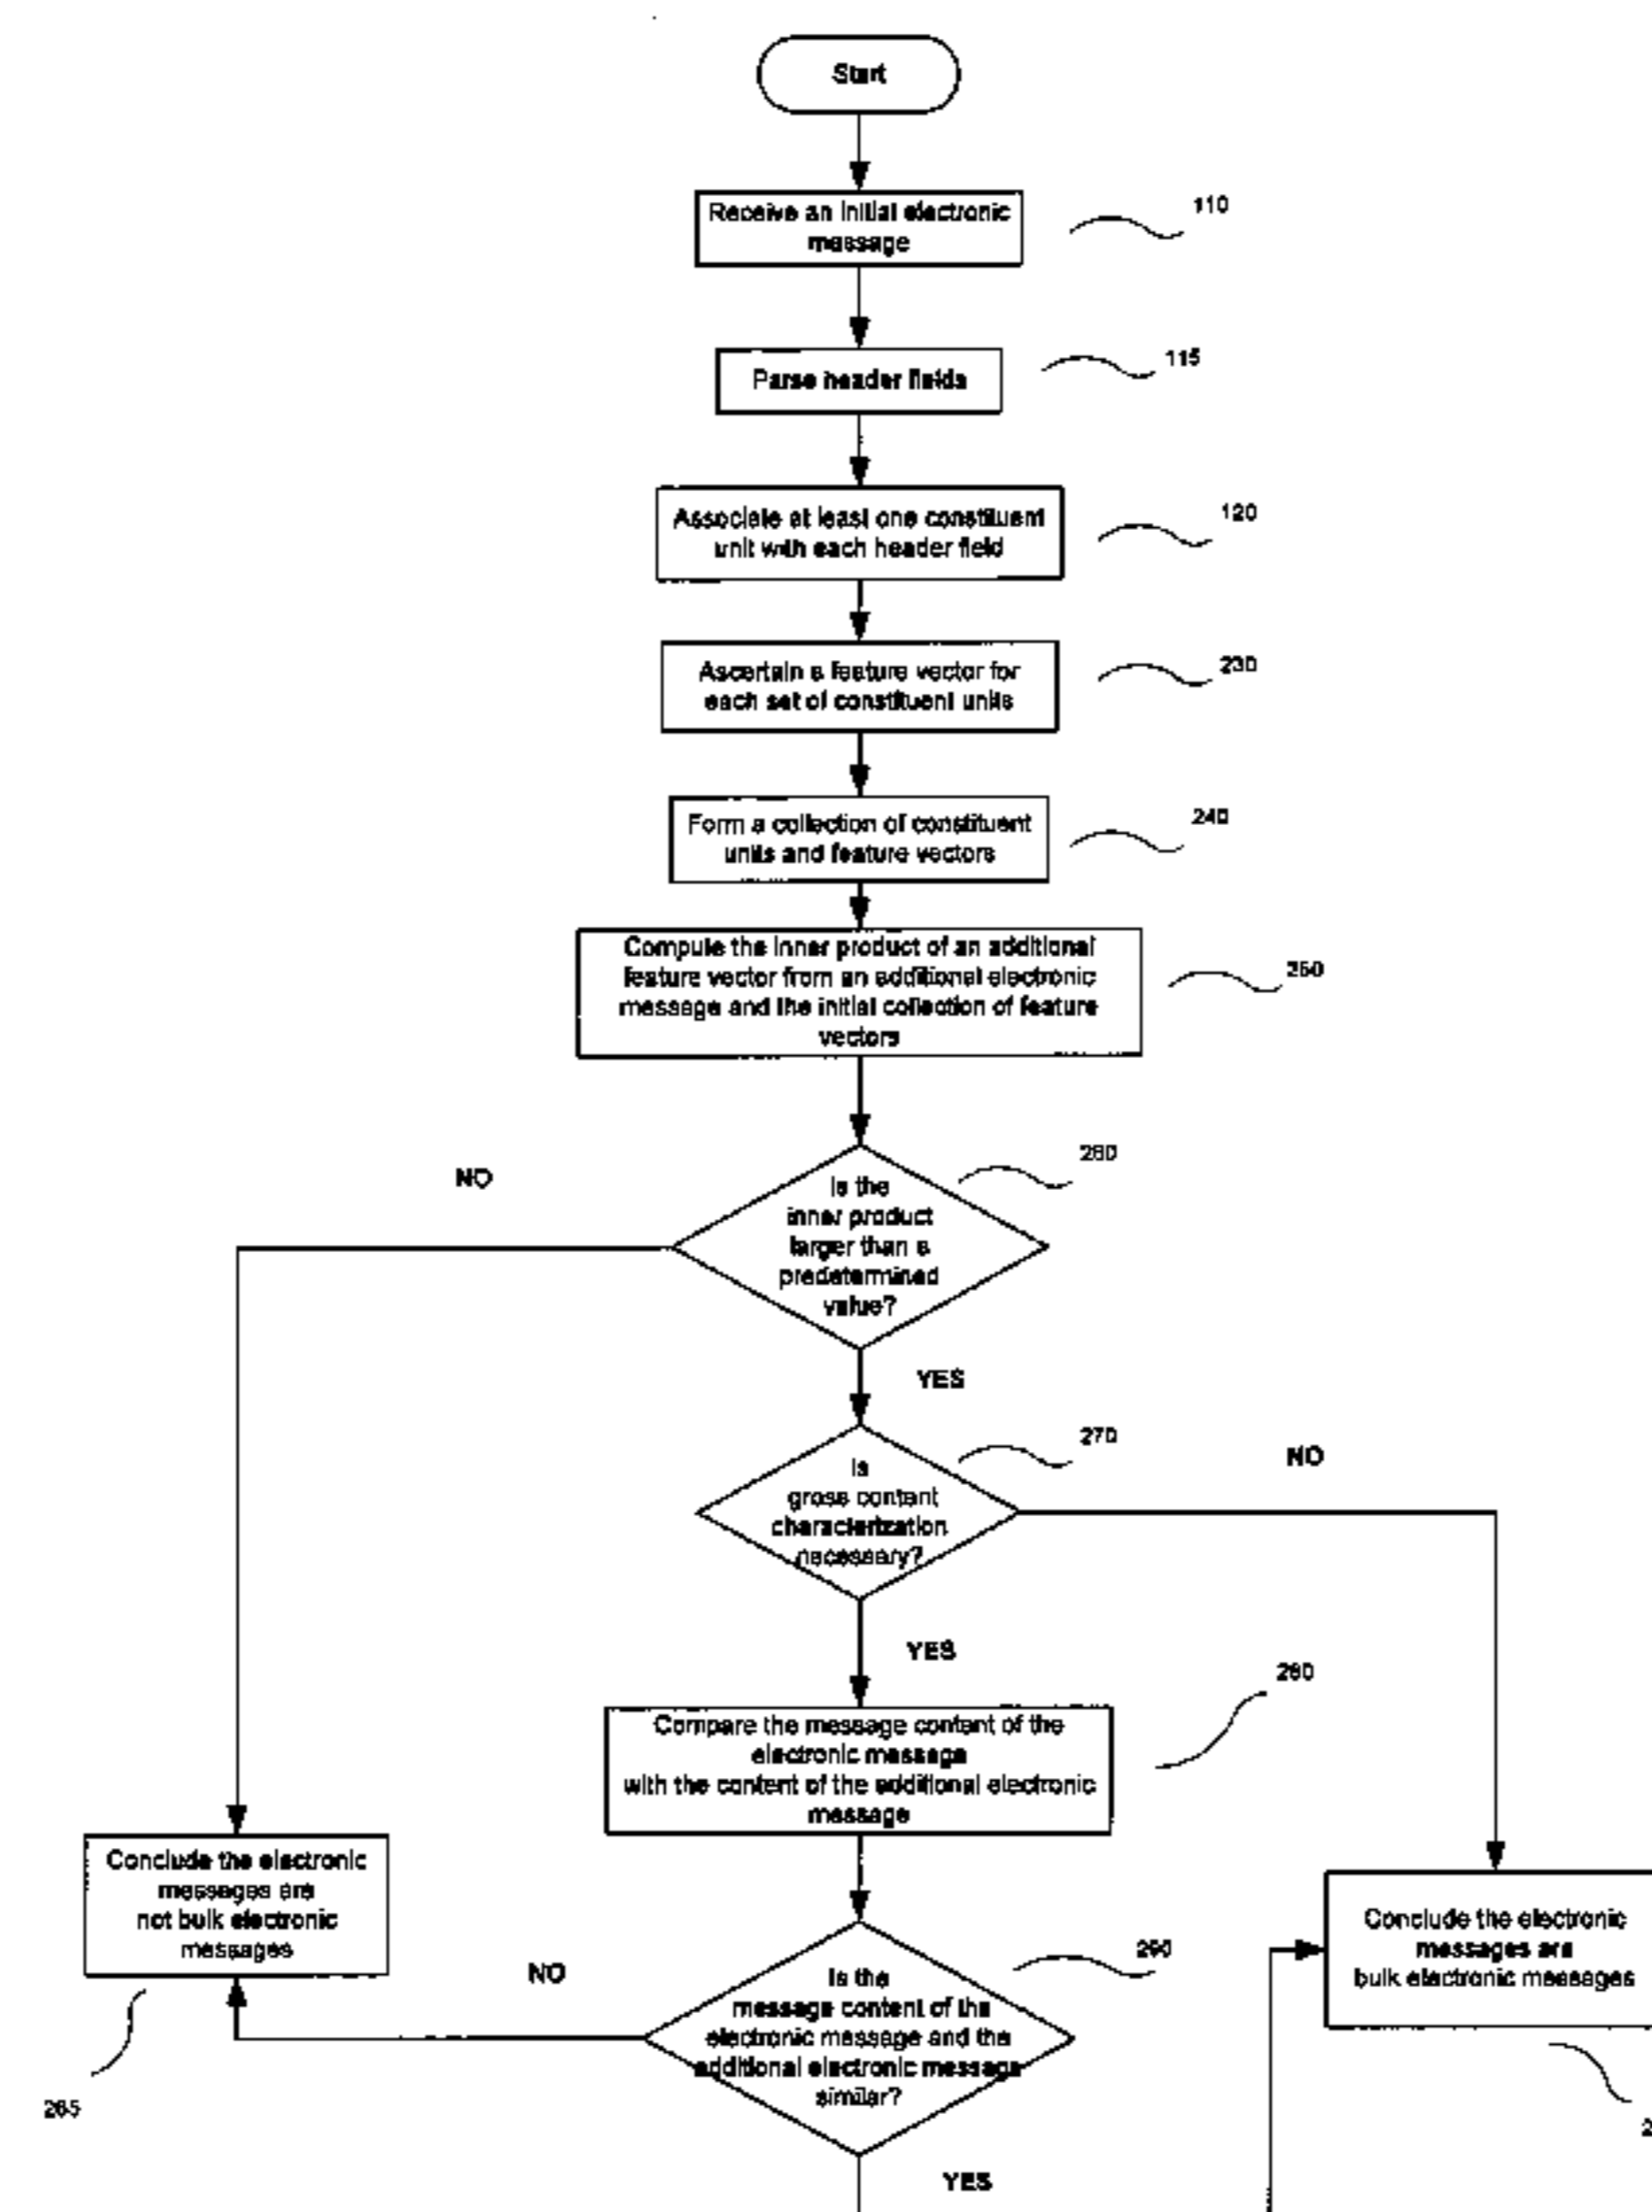 Start
Receive an initial electronic
message
110
Parse header fields
115
Associate at least one constituent
unit with each header field
120
Ascertain a feature vector for
each set of constituent units
230
Form a collection of constituent
units and feature vectors
240
Compute the inner product of an additional
feature vector from an additional electronic
message and the initial collection of feature
vectors
250
Is the
inner product
larger than a
predetermined
value?
260
NO
YES
Is
gross content
characterization
necessary?
270
NO
YES
Compare the message content of the
electronic message
with the content of the additional electronic
message
280
Conclude the electronic
messages are
not bulk electronic
messages
265
Conclude the electronic
messages are
bulk electronic messages
NO
Is the
message content of the
electronic message and the
additional electronic message
similar?
290
YES